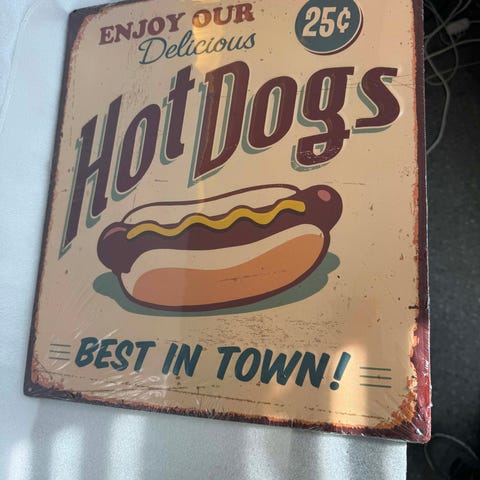 ENJOY OUR
25¢
Delicious
Hot Dogs
BEST IN TOWN!